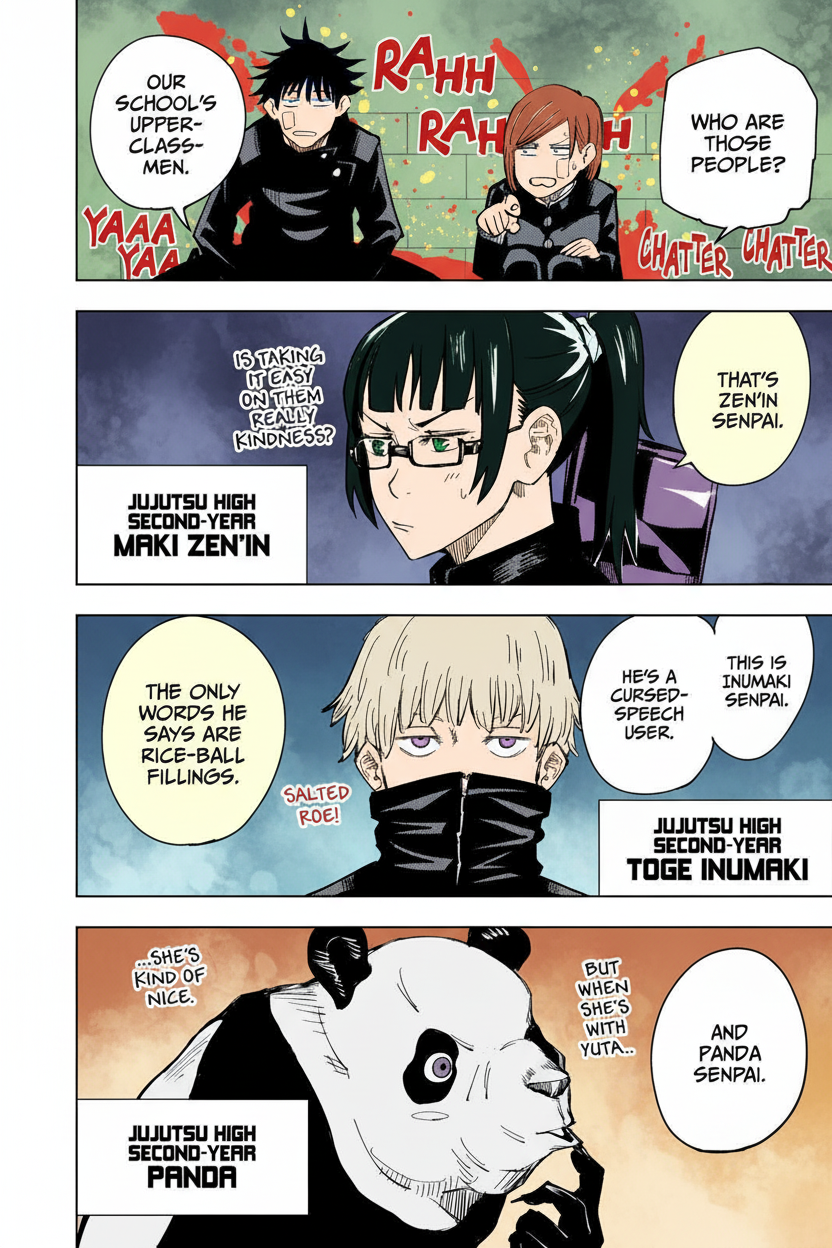 WHO ARE
THOSE
PEOPLE?
CHATTER CHATTER
RAHH
RAH H
OUR
SCHOOL'S
UPPER-
CLASS-
MEN.
YAAA
YAA
THAT'S
ZEN'IN
SENPAI.
IS TAKING
IT EASY
ON THEM
REALLY
KINDNESS?
JUJUTSU HIGH
SECOND-YEAR
MAKI ZEN'IN
THIS IS
INUMAKI
SENPAI.
HE'S A
CURSED-
SPEECH
USER.
JUJUTSU HIGH
SECOND-YEAR
TOGE INUMAKI
SALTED
ROE!
THE ONLY
WORDS HE
SAYS ARE
RICE-BALL
FILLINGS.
AND
PANDA
SENPAI.
BUT
WHEN
SHE'S
WITH
YUTA..
...SHE'S
KIND OF
NICE.
JUJUTSU HIGH
SECOND-YEAR
PANDA